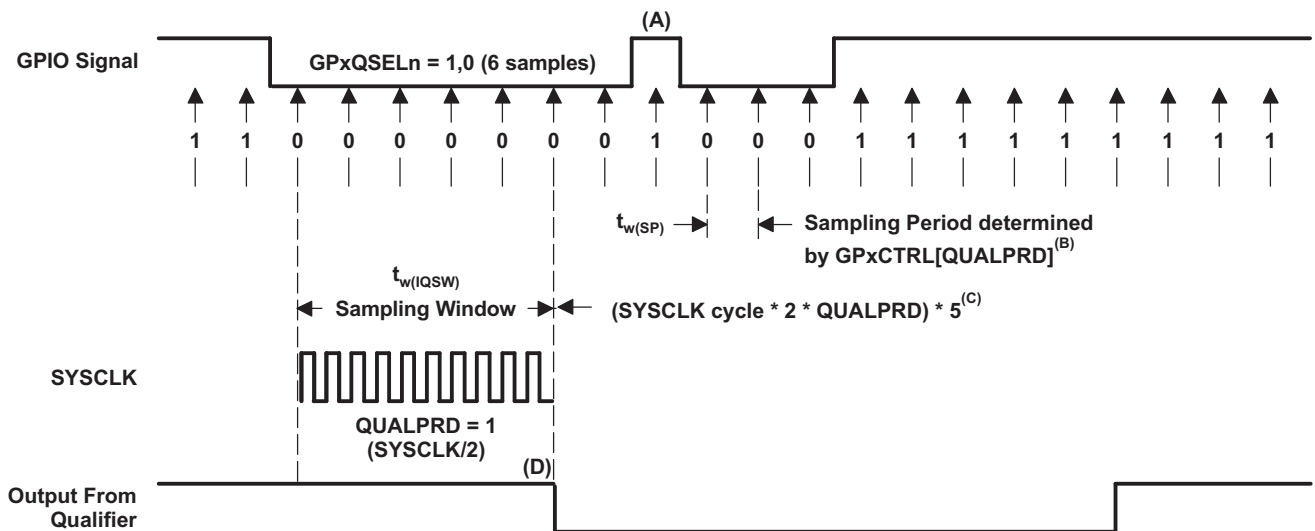 (A)
GPIO Signal
GPxQSELn = 1,0 (6 samples)
1 1 0 0 0 0 0 0 0 1 0 0 0 1 1 1 1 1 1 1 1 1
tw(SP)
Sampling Period determined
by GPxCTRL[QUALPRD](B)
tw(IQSW)
Sampling Window
(SYSCLK cycle * 2 * QUALPRD) * 5(C)
SYSCLK
QUALPRD = 1
(SYSCLK/2)
(D)
Output From
Qualifier